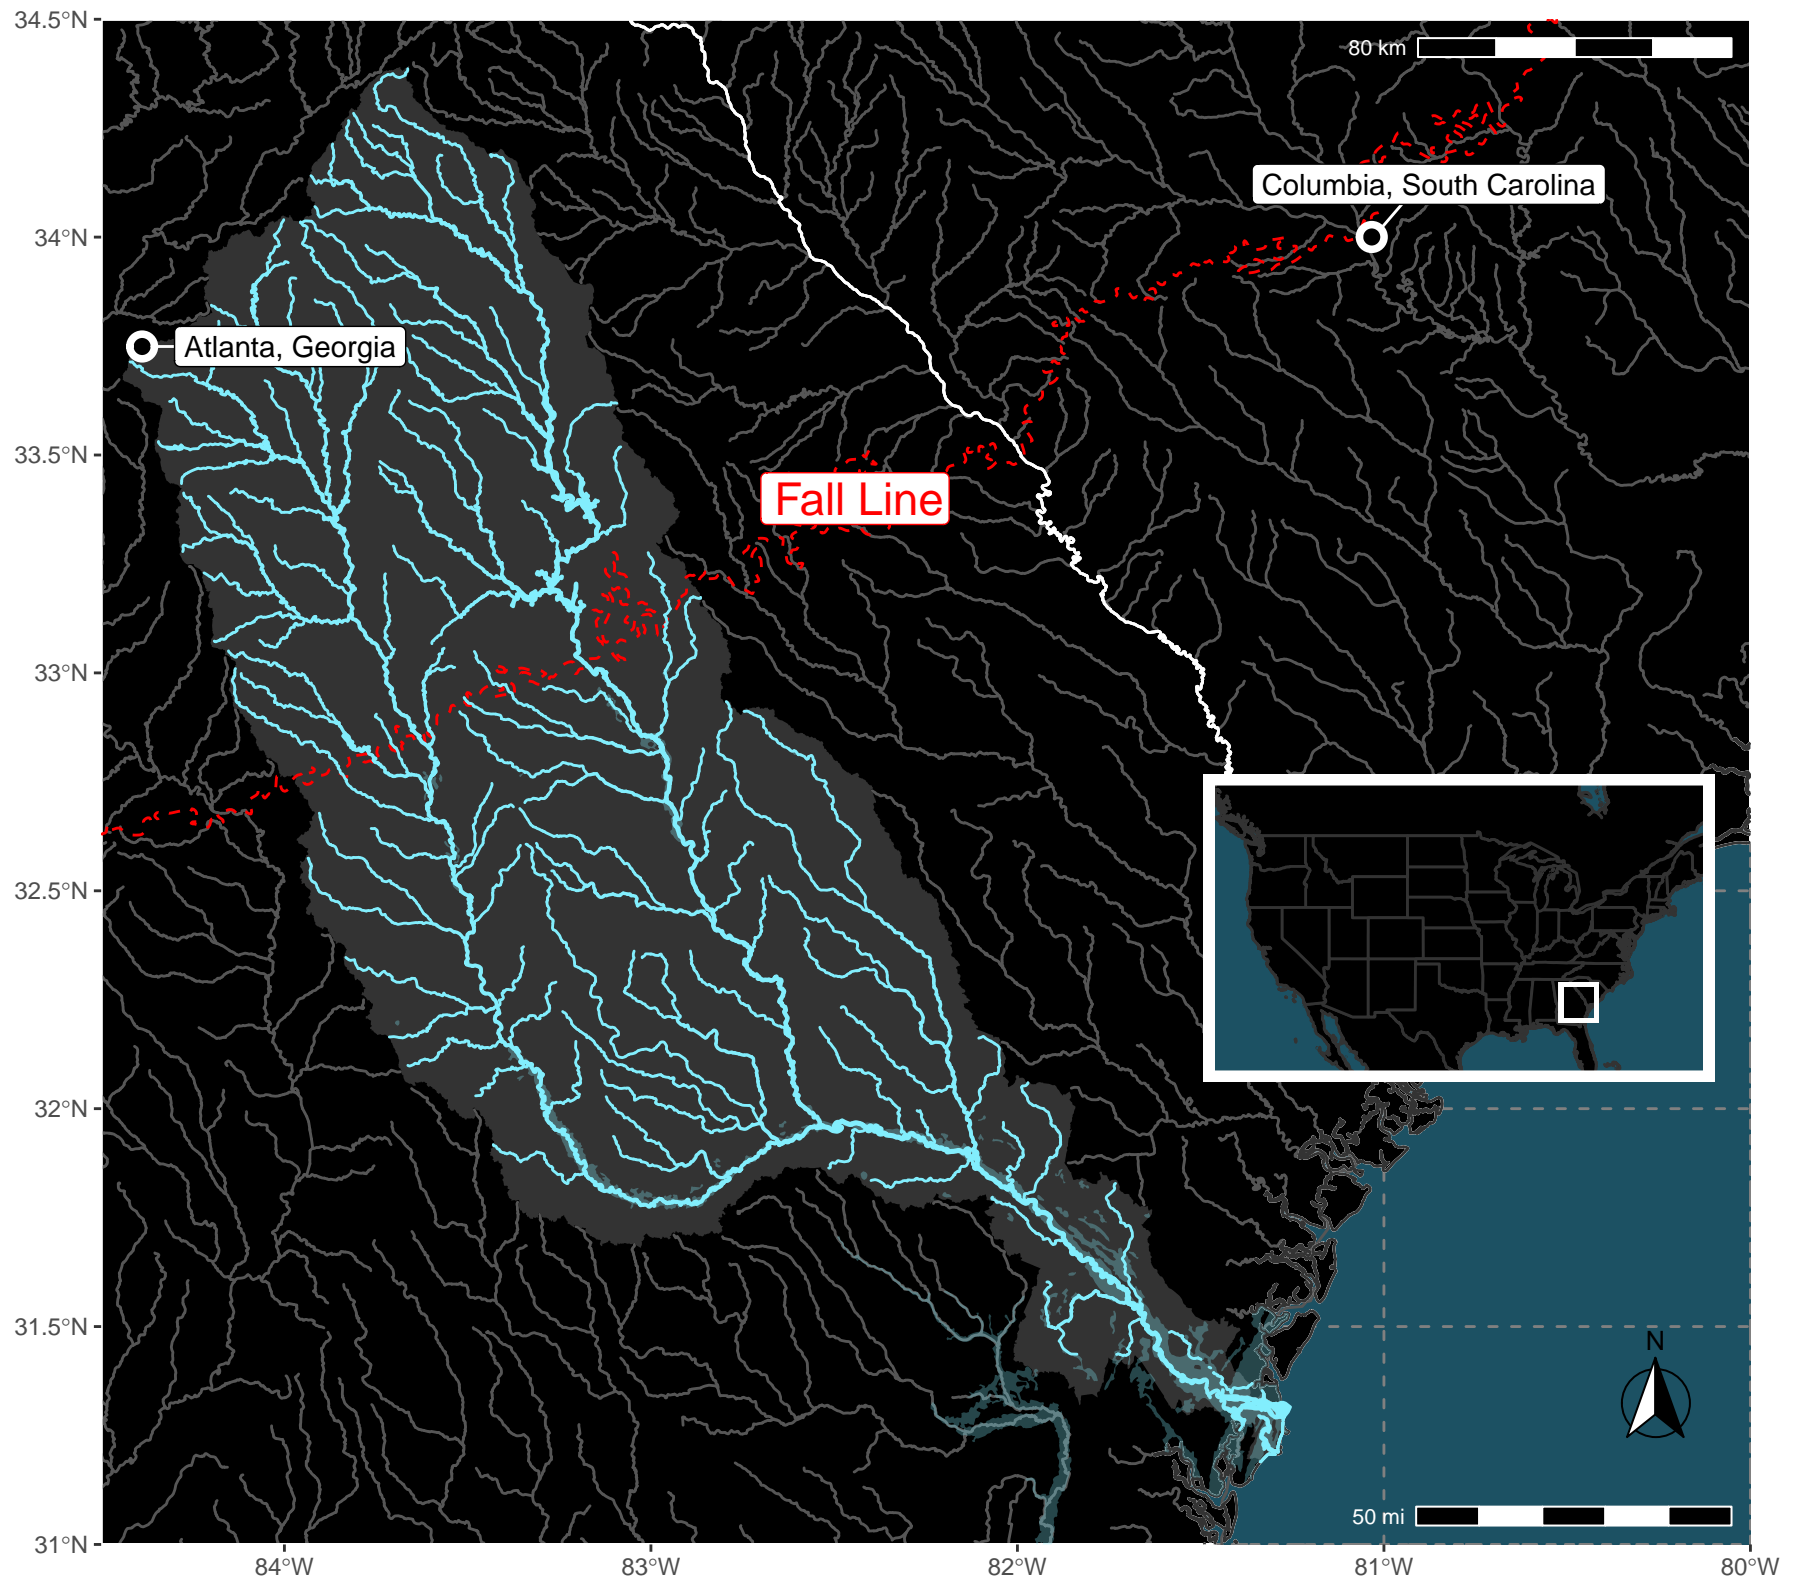 34.5°N
80 km
Columbia, South Carolina
34°N
Atlanta, Georgia
33.5°N
Fall Line
33°N
32.5°N
32°N
31.5°N
N
50 mi
31°N
84°W
83°W
82°W
81°W
80°W